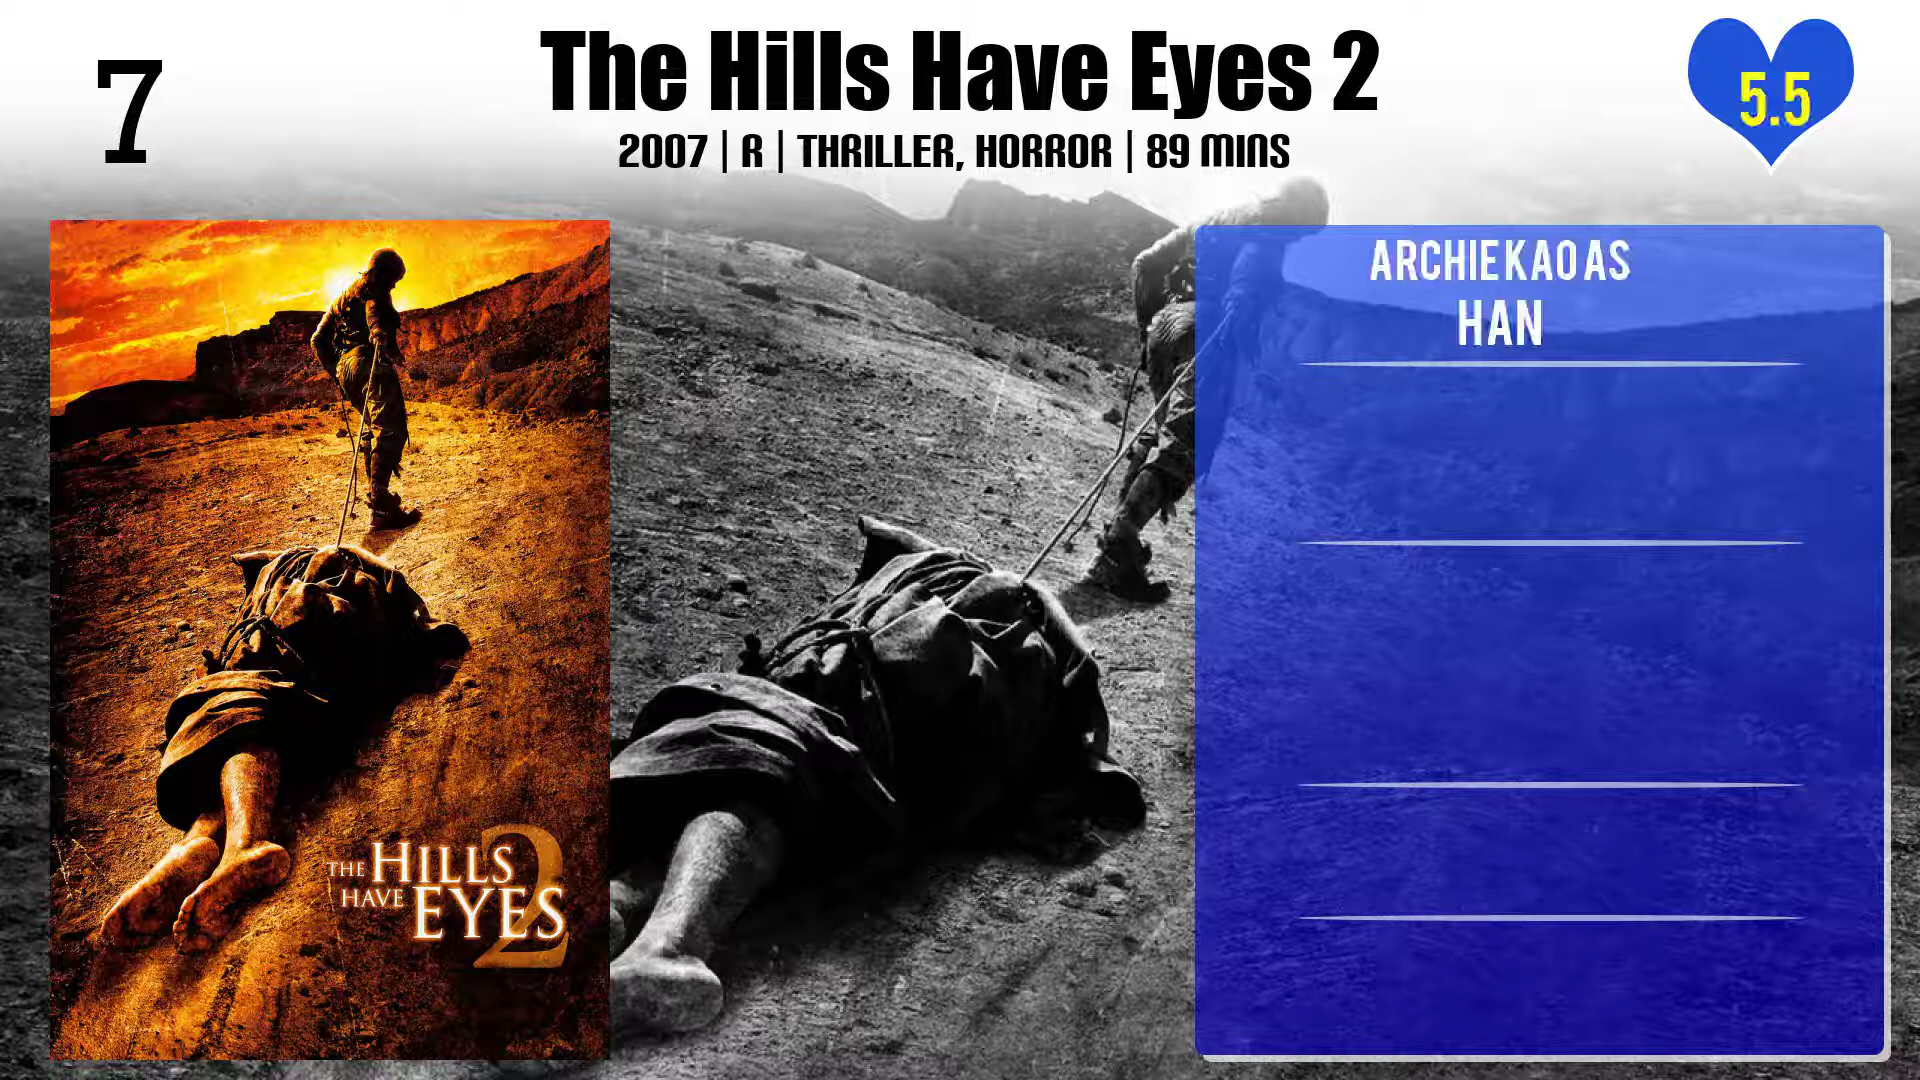 7
The Hills Have Eyes 2
2007 | R | THRILLER, HORROR | 89 MINS
5.5
ARCHIE KAO AS
HAN
THE HILLS
HAVE EYES
2